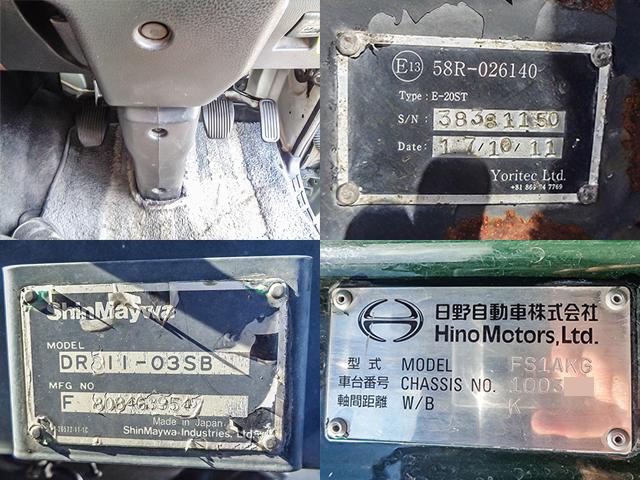 E13 58R-026140
Type : E-20ST
S/N : 38381150
Date: 17/10/11
Yoritec Ltd.
ShinMaywa
MODEL
DR511-03SB
MFG NO
F
Made in Japan
ShinMaywa Industries, Ltd.
日野自動車株式会社
Hino Motors, Ltd.
型式 MODEL FS1AKG
車台番号 CHASSIS NO. 1003
軸間距離 W/B K